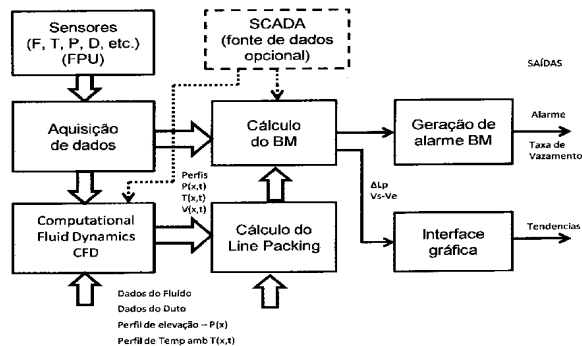 Sensores
(F, T, P, D, etc.)
(FPU)
SCADA
(fonte de dados
opcional)
SAÍDAS
Aquisição
de dados
Cálculo
do BM
Geração de
alarme BM
Alarme
Taxa de
Vazamento
Perfis
P(x,t)
T(x,t)
V(x,t)
ΔLp
Vs-Ve
Computational
Fluid Dynamics
CFD
Cálculo do
Line Packing
Interface
gráfica
Tendencias
Dados do Fluído
Dados do Duto
Perfil de elevação – P(x)
Perfil de Temp amb T(x,t)